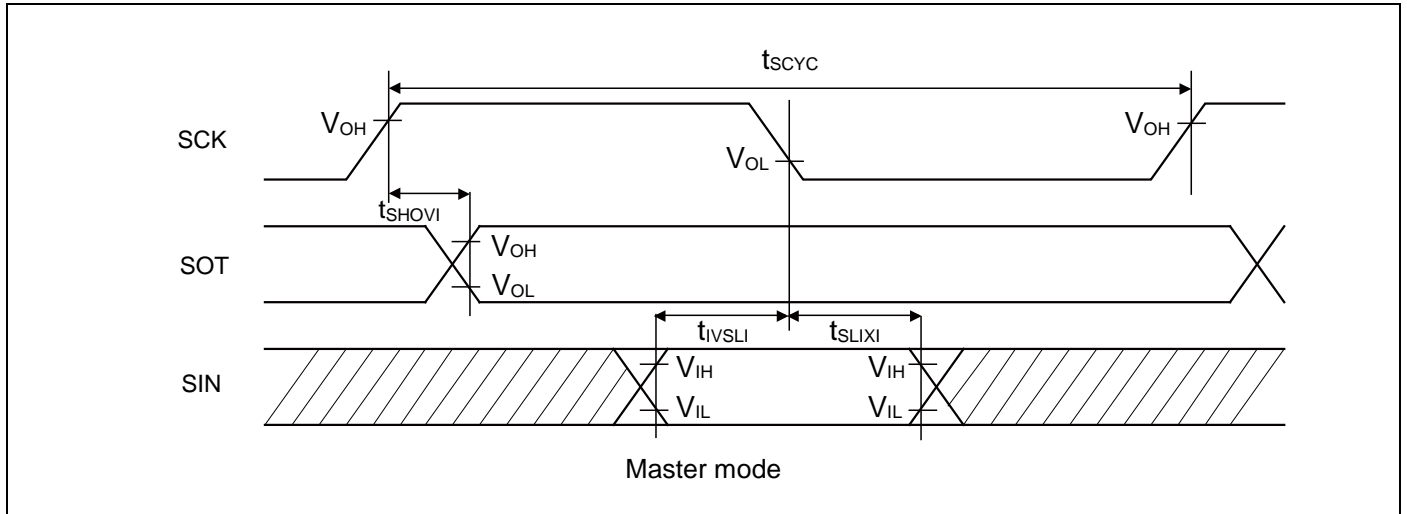 tSCYC
SCK
VOH
VOL
VOH
tSHOVI
SOT
VOH
VOL
tIVSLI
tSLIXI
SIN
VIH
VIH
VIL
VIL
Master mode